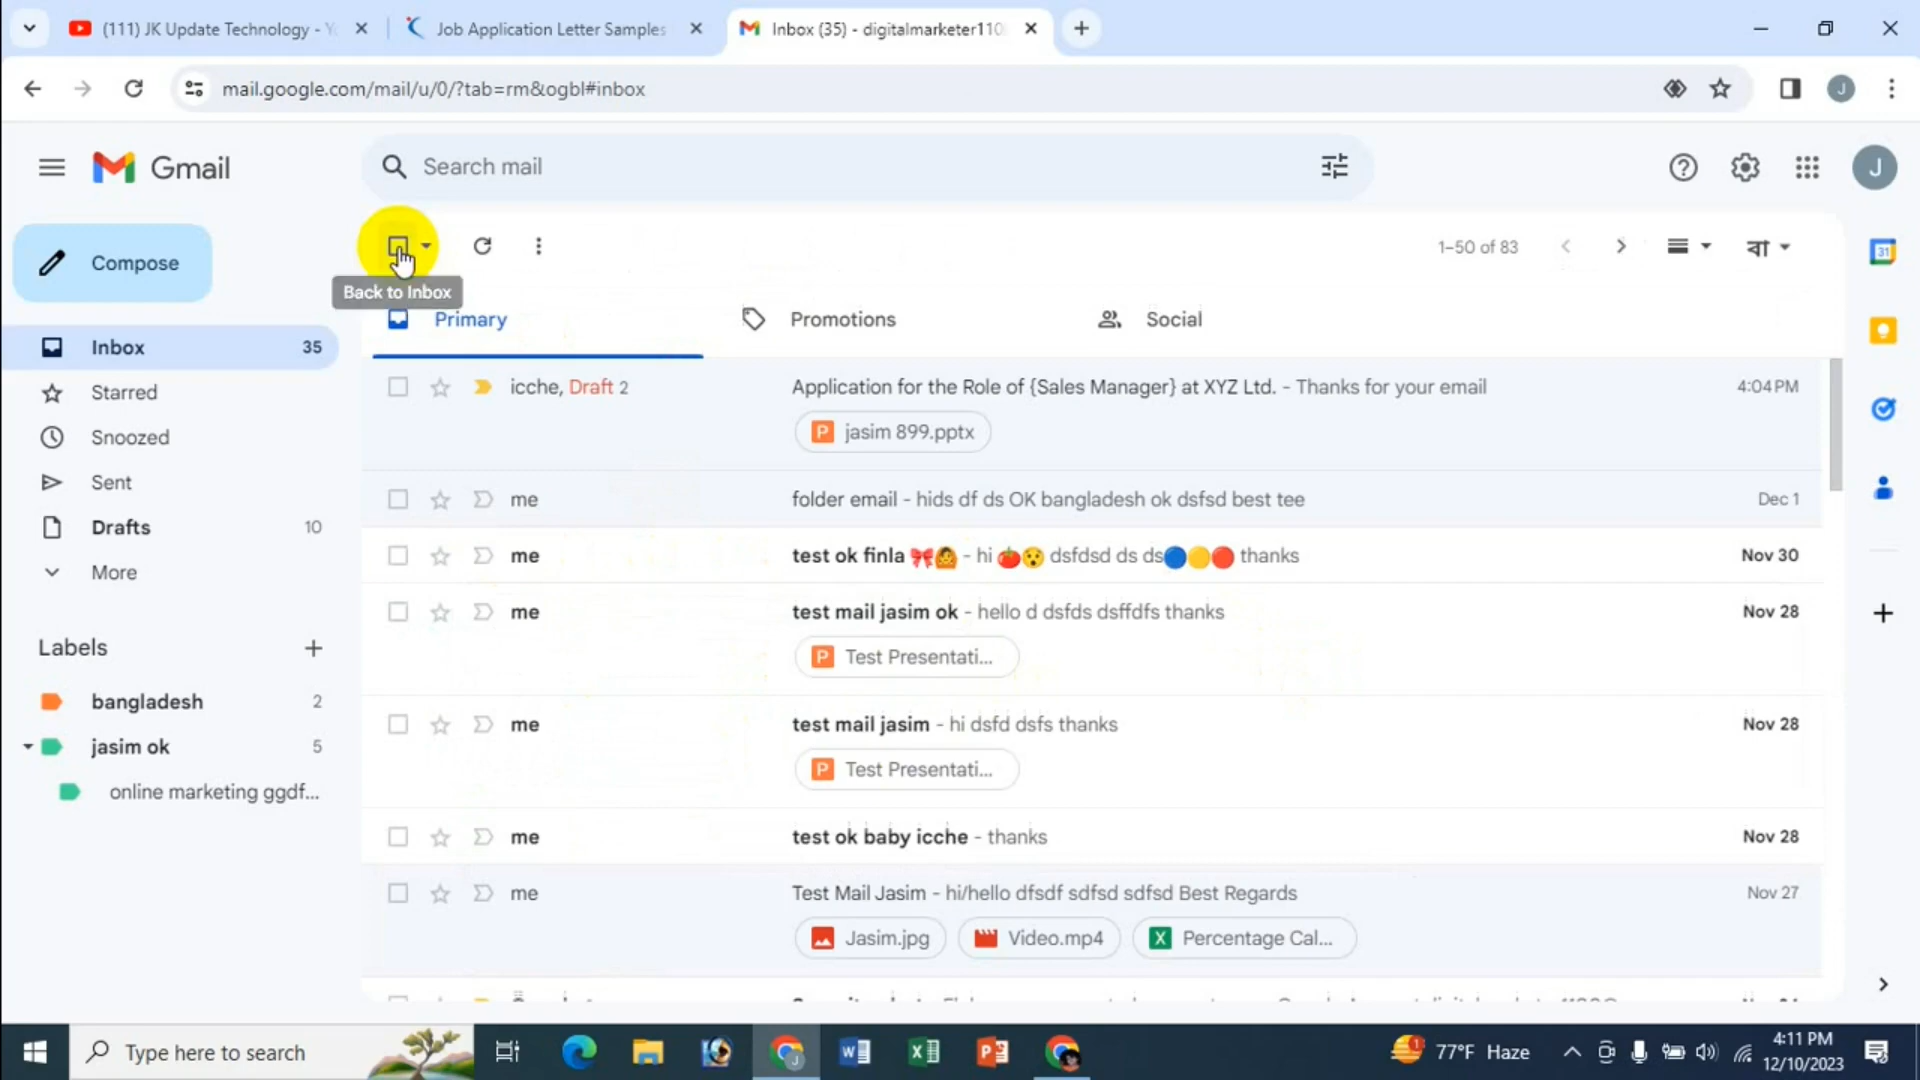 (111) JK Update Technology - Y
Job Application Letter Samples
Inbox (35) - digitalmarketer110
mail.google.com/mail/u/0/?tab=rm&ogbl#inbox
J
Gmail
Search mail
J
Compose
Back to Inbox
1–50 of 83
বা
31
Primary
Promotions
Social
Inbox 35
Starred
Snoozed
Sent
Drafts 10
More
Labels
bangladesh 2
jasim ok 5
online marketing ggdf...
icche, Draft 2 Application for the Role of {Sales Manager} at XYZ Ltd. - Thanks for your email 4:04 PM
P jasim 899.pptx
me folder email - hids df ds OK bangladesh ok dsfsd best tee Dec 1
me test ok finla 🎀🙆 - hi 🍅😯 dsfdsd ds ds🔵🟡🔴 thanks Nov 30
me test mail jasim ok - hello d dsfds dsffdfs thanks Nov 28
P Test Presentati...
me test mail jasim - hi dsfd dsfs thanks Nov 28
P Test Presentati...
me test ok baby icche - thanks Nov 28
me Test Mail Jasim - hi/hello dfsdf sdfsd sdfsd Best Regards Nov 27
Jasim.jpg
Video.mp4
X Percentage Cal...
Type here to search
77°F Haze
4:11 PM
12/10/2023